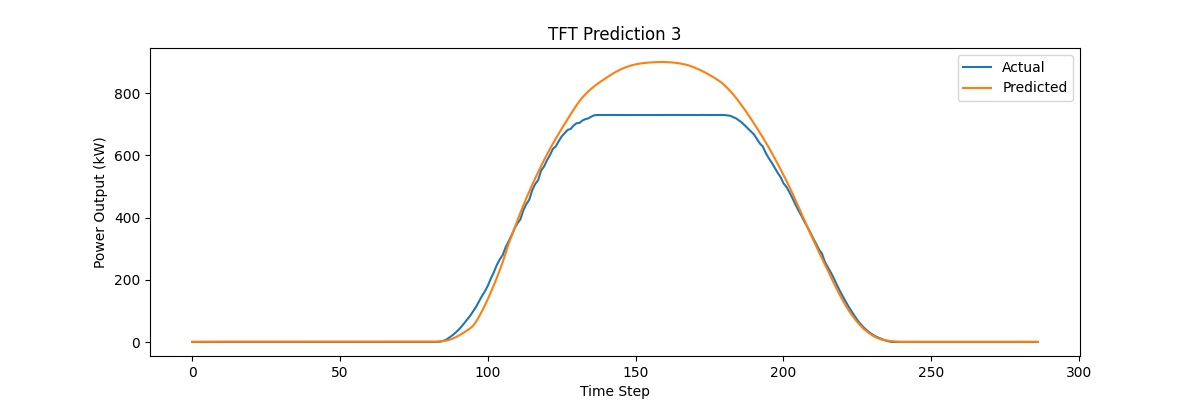 TFT Prediction 3
Actual
Predicted
Power Output (kW)
800
600
400
200
0
0 50 100 150 200 250 300
Time Step